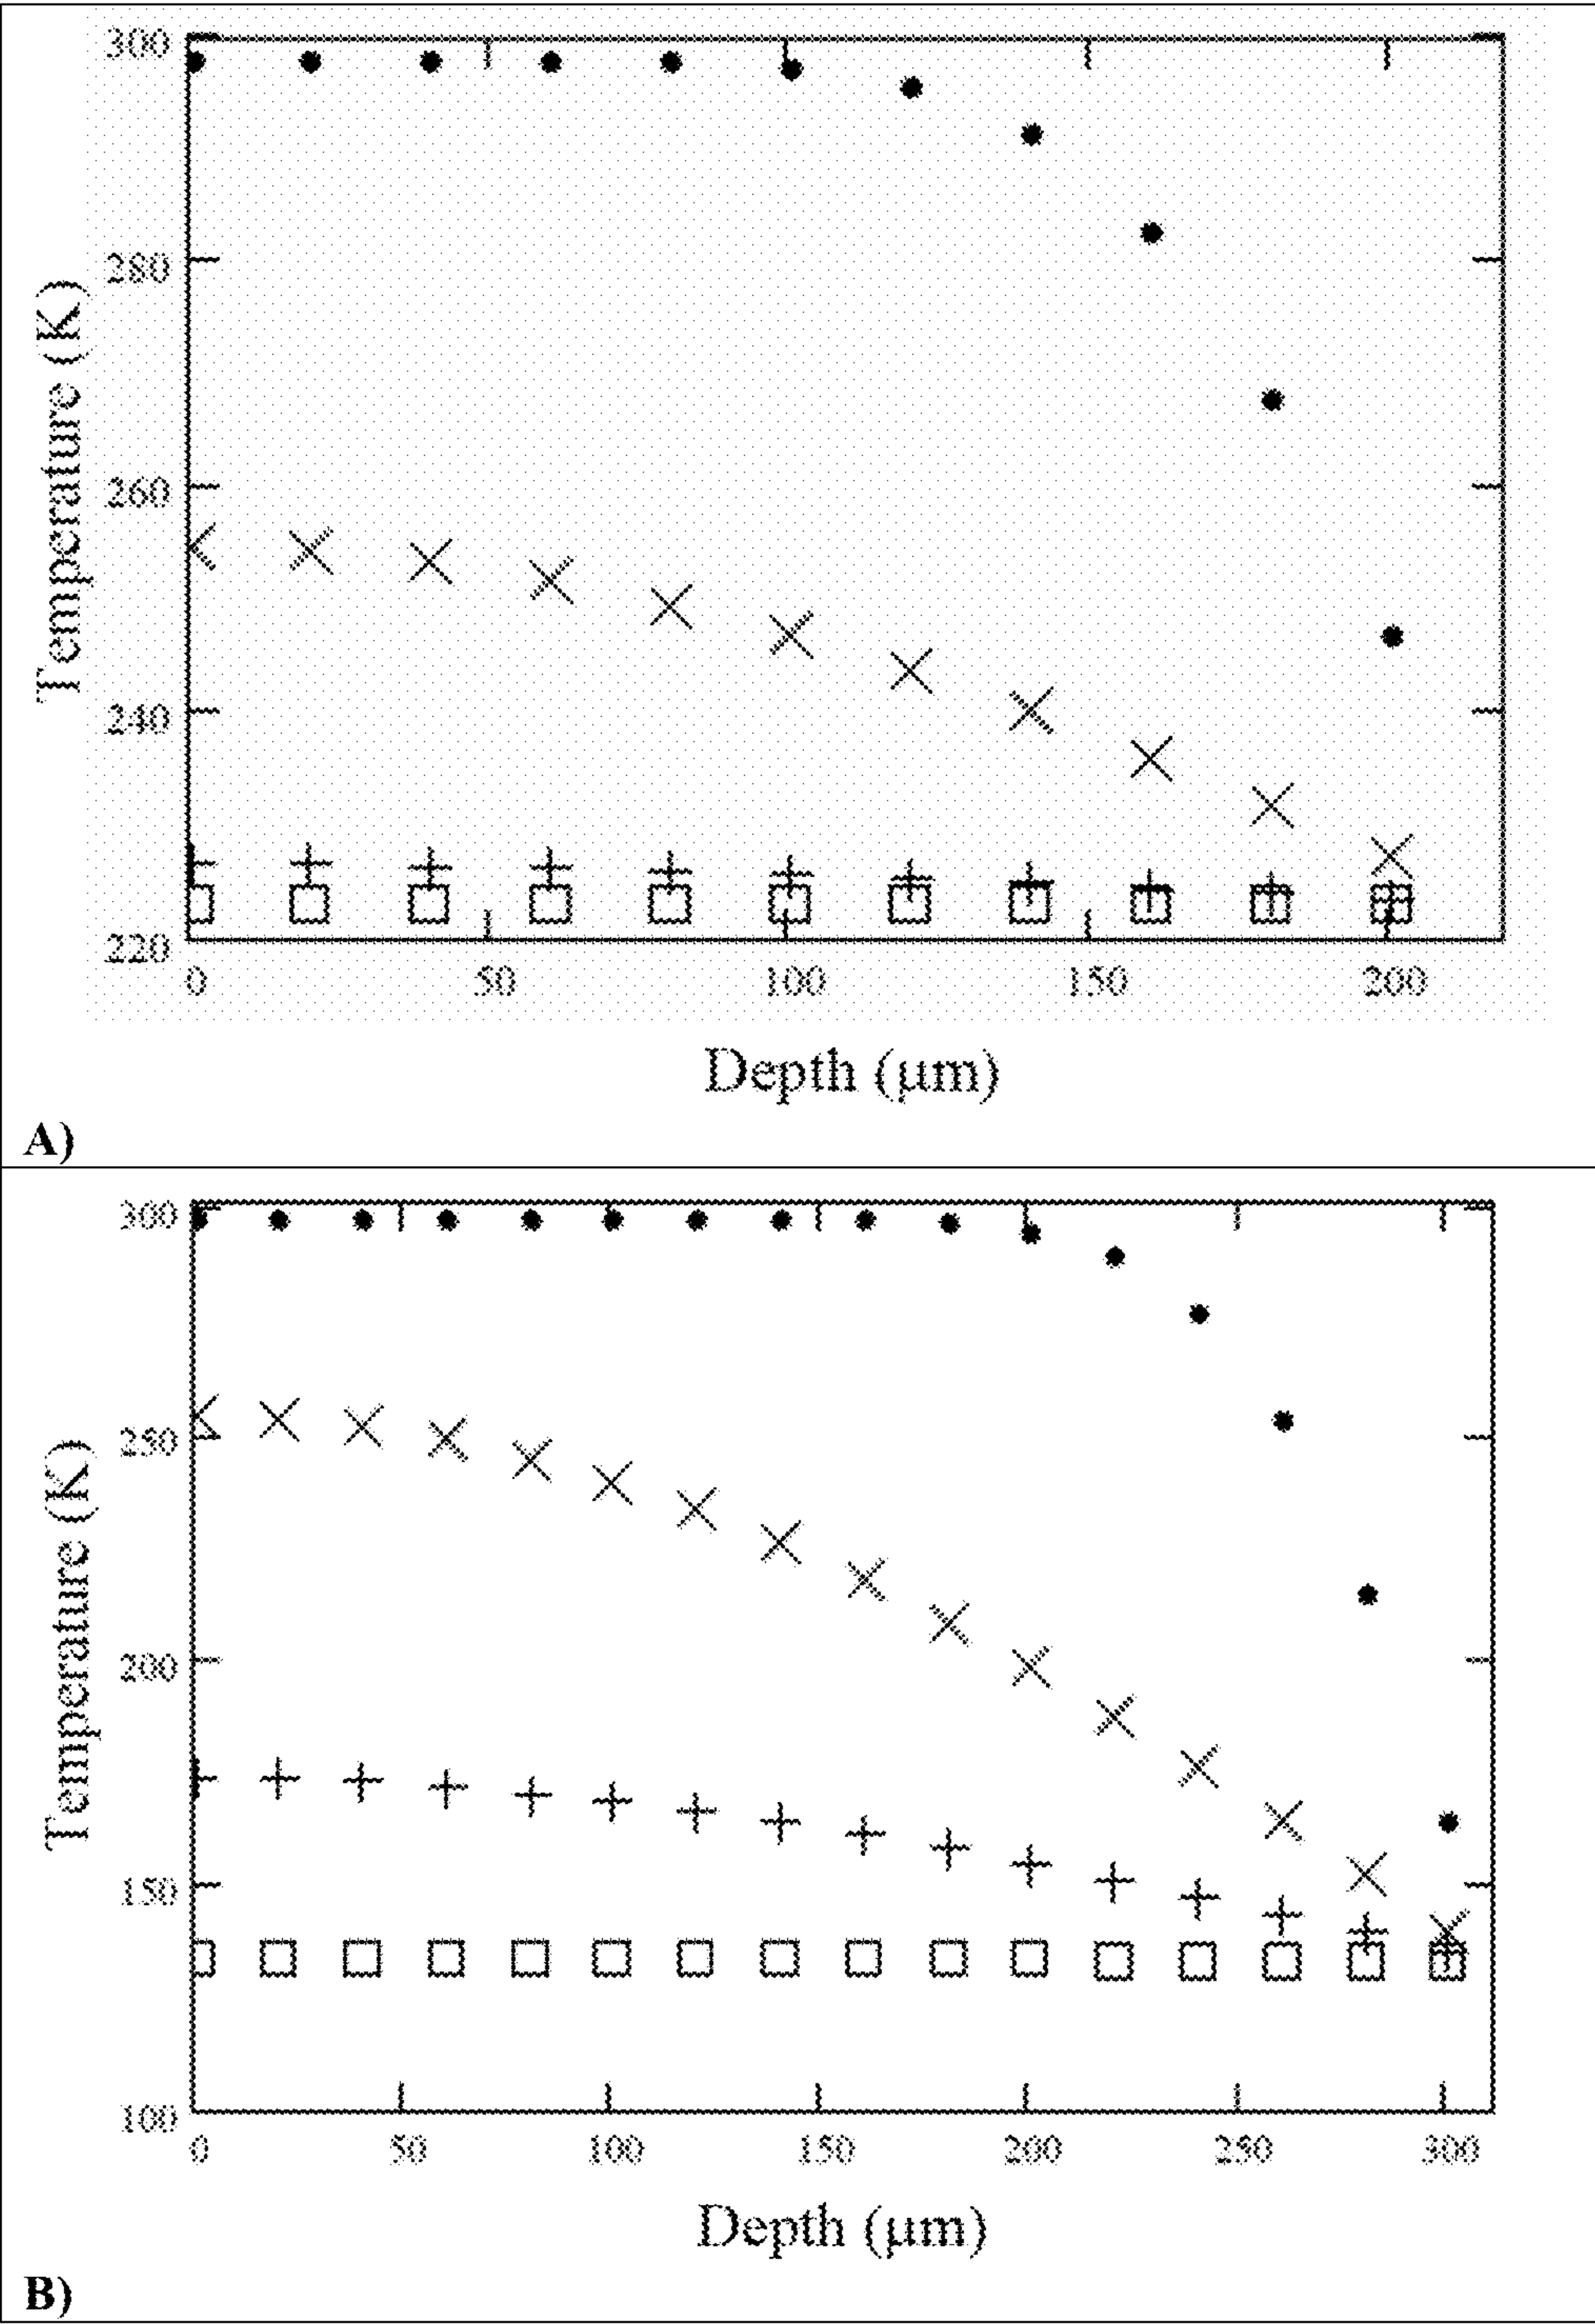 300
280
260
240
220
Temperature (K)
0 50 100 150 200
Depth (μm)
A)
300
250
200
150
100
Temperature (K)
0 50 100 150 200 250 300
Depth (μm)
B)